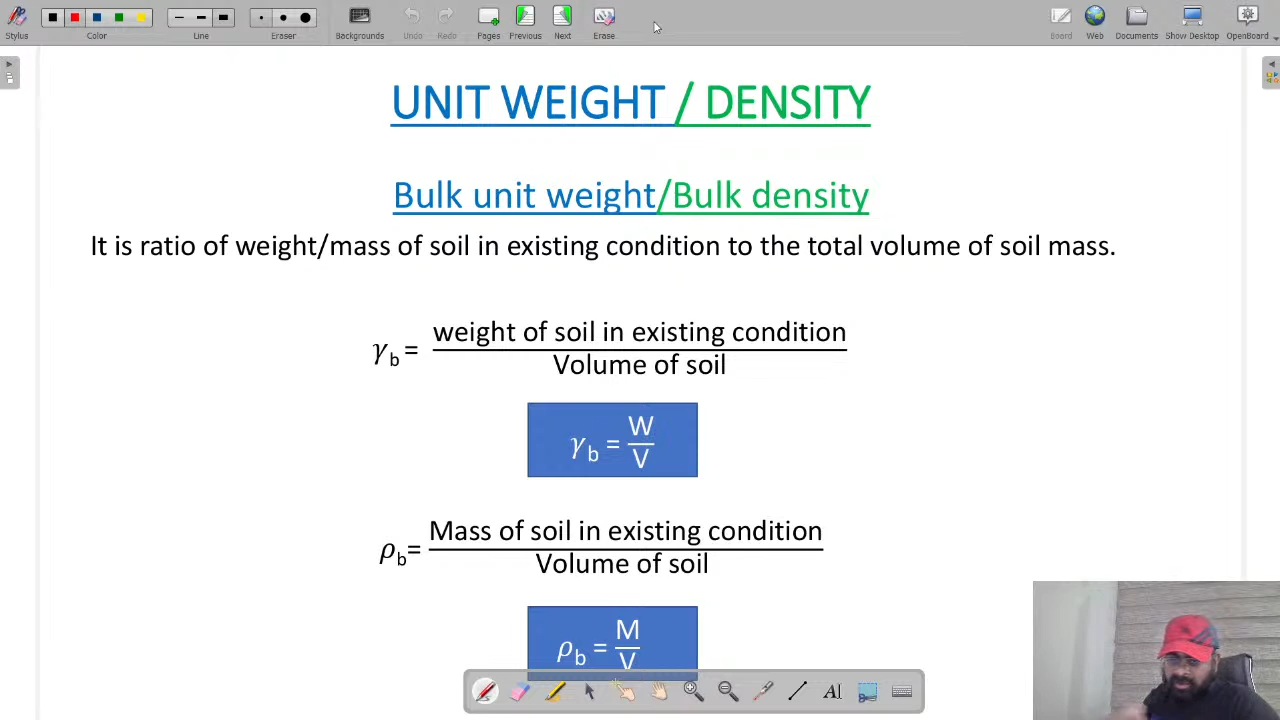 Stylus Color Line Eraser Backgrounds Undo Redo Pages Previous Next Erase Board Web Documents Show Desktop OpenBoard
UNIT WEIGHT / DENSITY
Bulk unit weight/Bulk density
It is ratio of weight/mass of soil in existing condition to the total volume of soil mass.
γb = weight of soil in existing condition
Volume of soil
γb = W
V
ρb= Mass of soil in existing condition
Volume of soil
ρb = M
V